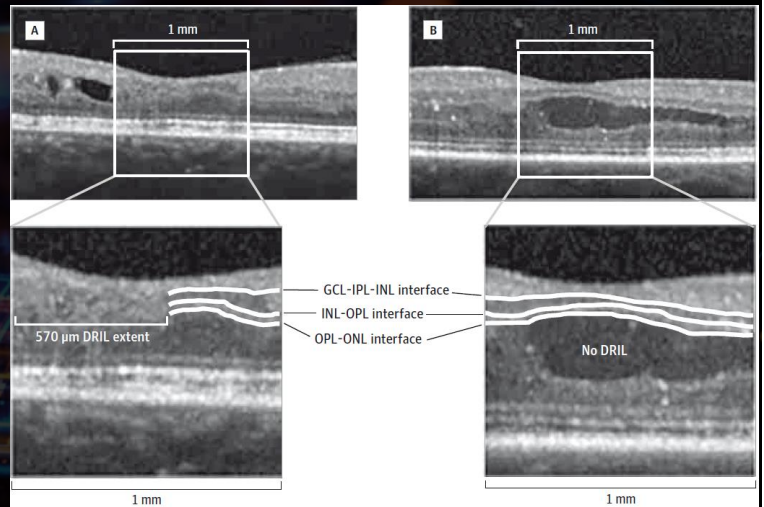 A
1 mm
B
1 mm
GCL-IPL-INL interface
INL-OPL interface
OPL-ONL interface
570 μm DRIL extent
No DRIL
1 mm
1 mm